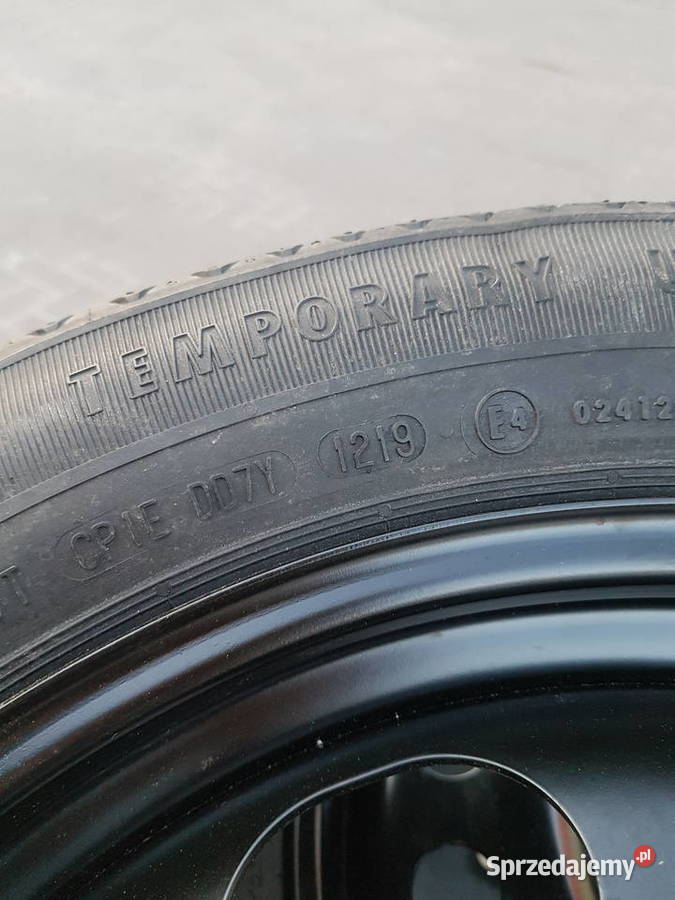 TEMPORARY
CP1E DD7Y 1219 E4 02412
Sprzedajemy.pl